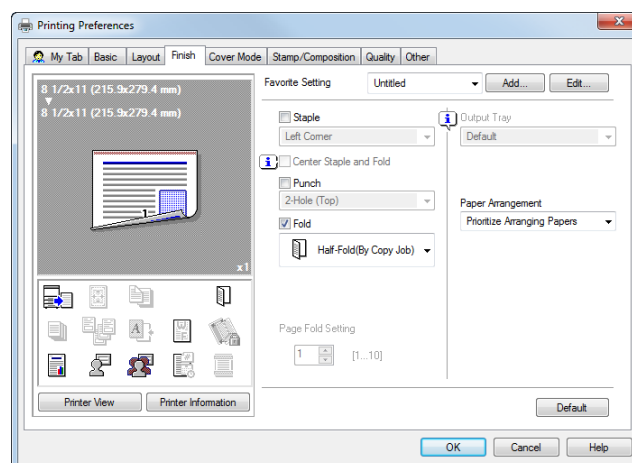 Printing Preferences
My Tab Basic Layout Finish Cover Mode Stamp/Composition Quality Other
8 1/2x11 (215.9x279.4 mm)
8 1/2x11 (215.9x279.4 mm)
1
x1
Printer View Printer Information
Favorite Setting Untitled Add... Edit...
Staple
Left Corner
Center Staple and Fold
Punch
2-Hole (Top)
Fold
Half-Fold(By Copy Job)
Page Fold Setting
1 [1...10]
Output Tray
Default
Paper Arrangement
Prioritize Arranging Papers
Default
OK Cancel Help